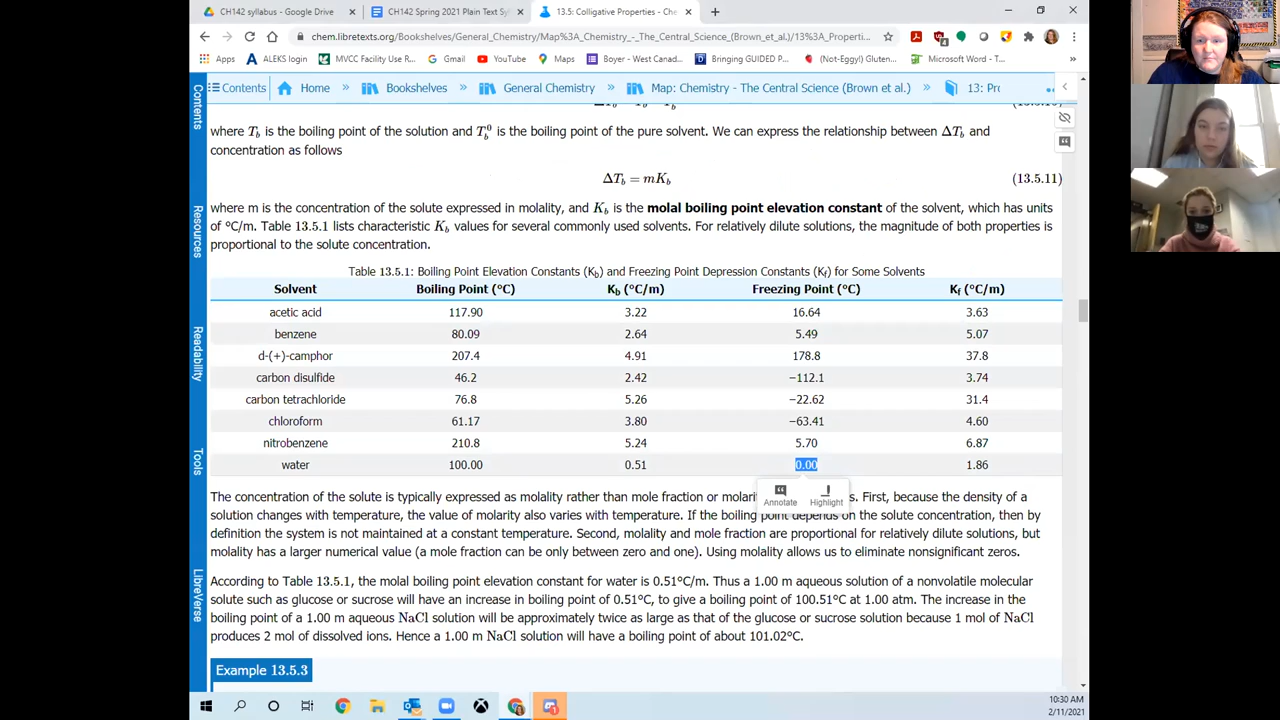 CH142 syllabus - Google Drive
CH142 Spring 2021 Plain Text Syl
13.5: Colligative Properties - Che
chem.libretexts.org/Bookshelves/General_Chemistry/Map%3A_Chemistry_-_The_Central_Science_(Brown_et_al.)/13%3A_Properti...
Apps
ALEKS login
MVCC Facility Use R...
Gmail
YouTube
Maps
Boyer - West Canad...
Bringing GUIDED P...
(Not-Eggy!) Gluten...
Microsoft Word - T...
Contents
Home
Bookshelves
General Chemistry
Map: Chemistry - The Central Science (Brown et al.)
13: Pr
Contents
Resources
Readability
Tools
LibreVerse
where T_b is the boiling point of the solution and T_b^0 is the boiling point of the pure solvent. We can express the relationship between ΔT_b and
concentration as follows
ΔT_b = mK_b (13.5.11)
where m is the concentration of the solute expressed in molality, and K_b is the molal boiling point elevation constant of the solvent, which has units
of °C/m. Table 13.5.1 lists characteristic K_b values for several commonly used solvents. For relatively dilute solutions, the magnitude of both properties is
proportional to the solute concentration.
Table 13.5.1: Boiling Point Elevation Constants (Kb) and Freezing Point Depression Constants (Kf) for Some Solvents
Solvent Boiling Point (°C) Kb (°C/m) Freezing Point (°C) Kf (°C/m)
acetic acid 117.90 3.22 16.64 3.63
benzene 80.09 2.64 5.49 5.07
d-(+)-camphor 207.4 4.91 178.8 37.8
carbon disulfide 46.2 2.42 −112.1 3.74
carbon tetrachloride 76.8 5.26 −22.62 31.4
chloroform 61.17 3.80 −63.41 4.60
nitrobenzene 210.8 5.24 5.70 6.87
water 100.00 0.51 0.00 1.86
Annotate
Highlight
The concentration of the solute is typically expressed as molality rather than mole fraction or s. First, because the density of a
solution changes with temperature, the value of molarity also varies with temperature. If the boiling point depends on the solute concentration, then by
definition the system is not maintained at a constant temperature. Second, molality and mole fraction are proportional for relatively dilute solutions, but
molality has a larger numerical value (a mole fraction can be only between zero and one). Using molality allows us to eliminate nonsignificant zeros.
According to Table 13.5.1, the molal boiling point elevation constant for water is 0.51°C/m. Thus a 1.00 m aqueous solution of a nonvolatile molecular
solute such as glucose or sucrose will have an increase in boiling point of 0.51°C, to give a boiling point of 100.51°C at 1.00 atm. The increase in the
boiling point of a 1.00 m aqueous NaCl solution will be approximately twice as large as that of the glucose or sucrose solution because 1 mol of NaCl
produces 2 mol of dissolved ions. Hence a 1.00 m NaCl solution will have a boiling point of about 101.02°C.
Example 13.5.3
10:30 AM
2/11/2021